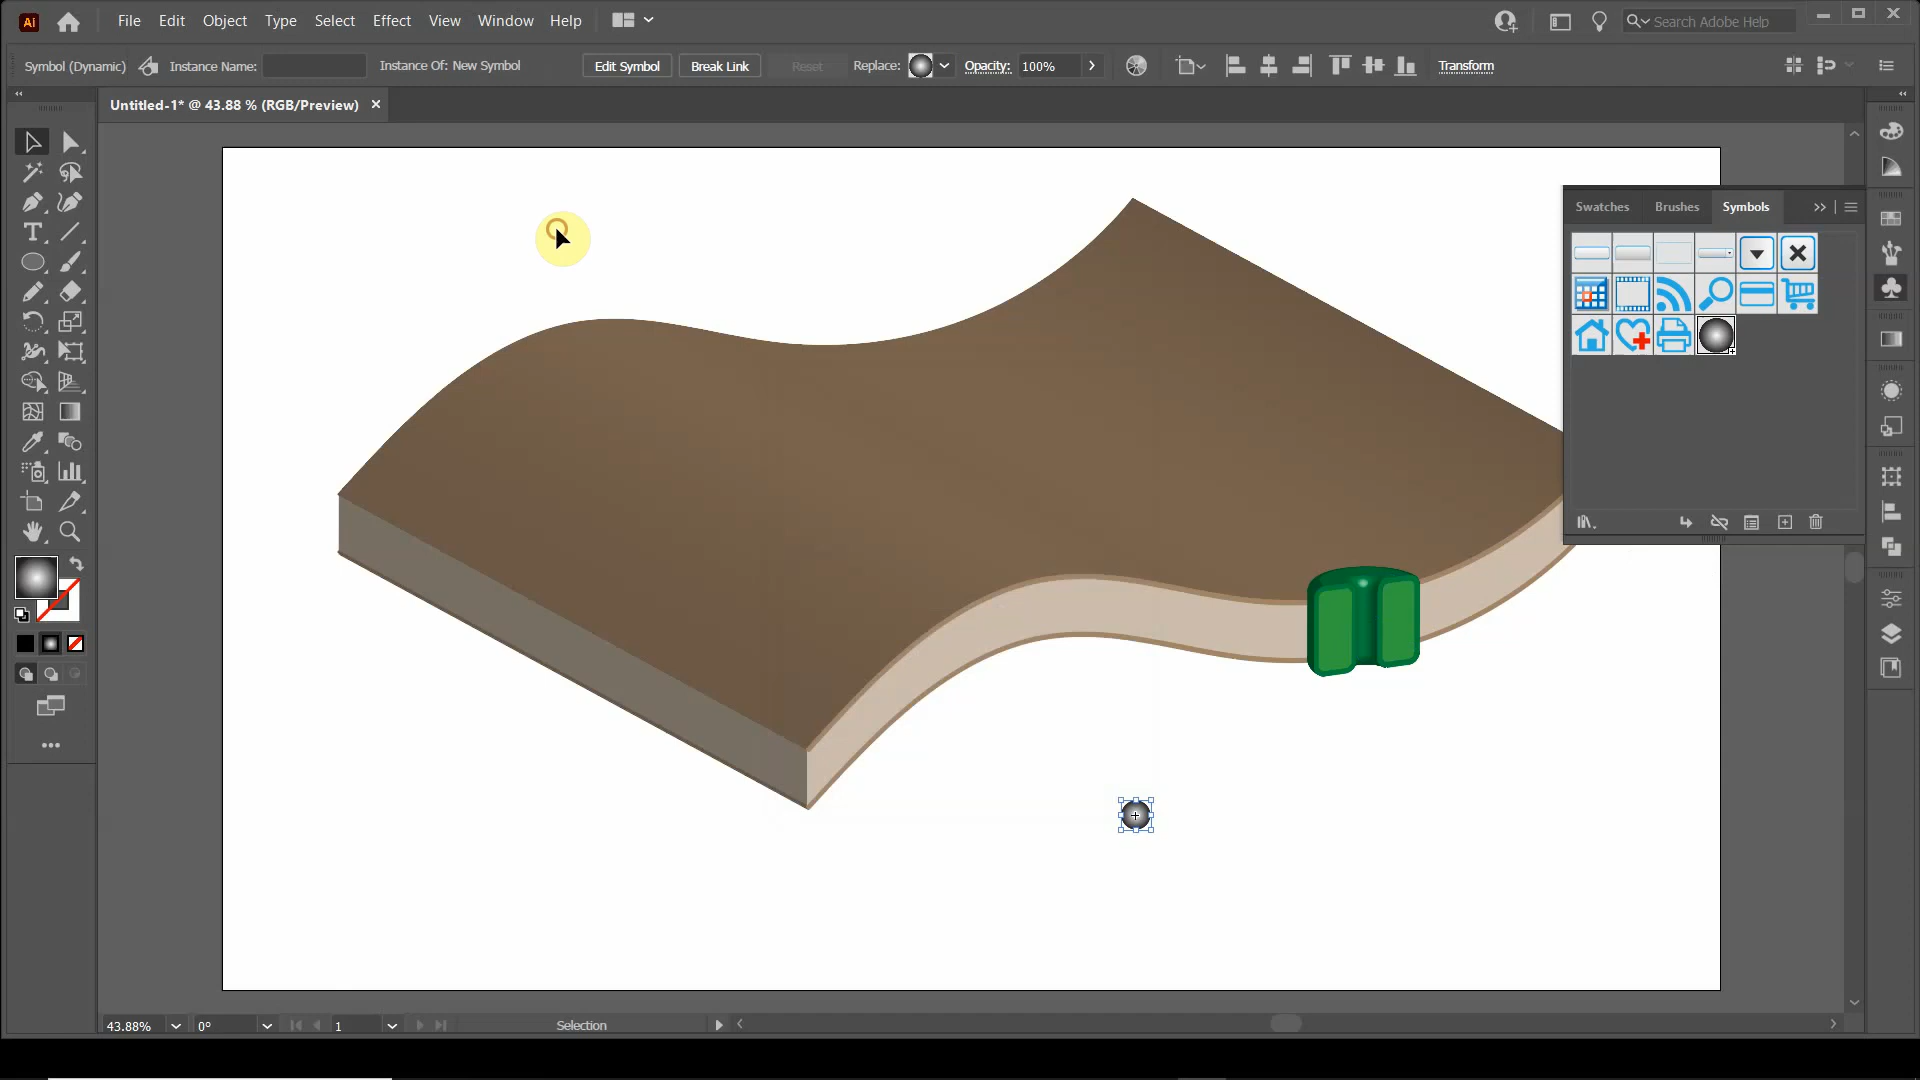 Ai File Edit Object Type Select Effect View Window Help Search Adobe Help
Symbol (Dynamic) Instance Name: Instance Of: New Symbol Edit Symbol Break Link Reset Replace: Opacity: 100% Transform
Untitled-1* @ 43.88 % (RGB/Preview)
Swatches Brushes Symbols
43.88% 0° 1 Selection